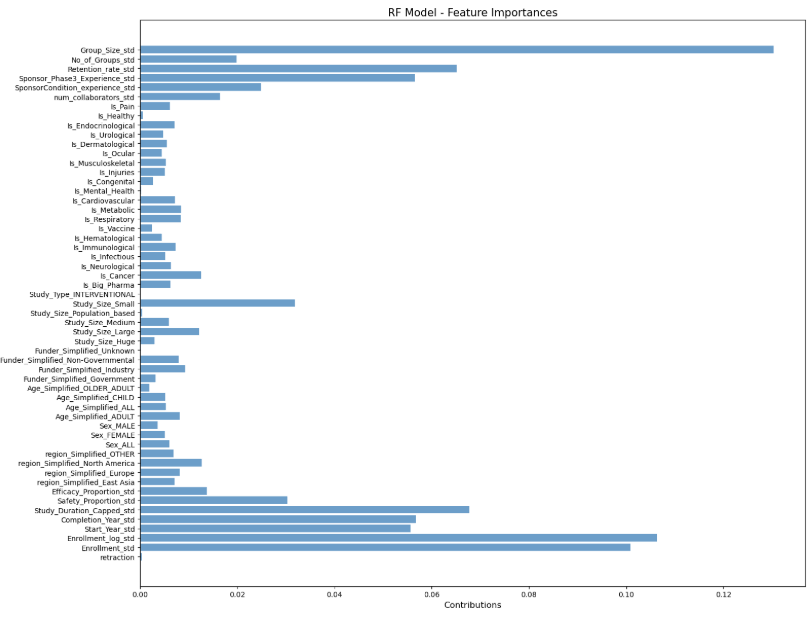 RF Model - Feature Importances
Group_Size_std
No_of_Groups_std
Retention_rate_std
Sponsor_Phase3_Experience_std
SponsorCondition_experience_std
num_collaborators_std
Is_Pain
Is_Healthy
Is_Endocrinological
Is_Urological
Is_Dermatological
Is_Ocular
Is_Musculoskeletal
Is_Injuries
Is_Congenital
Is_Mental_Health
Is_Cardiovascular
Is_Metabolic
Is_Respiratory
Is_Vaccine
Is_Hematological
Is_Immunological
Is_Infectious
Is_Neurological
Is_Cancer
Is_Big_Pharma
Study_Type_INTERVENTIONAL
Study_Size_Small
Study_Size_Population_based
Study_Size_Medium
Study_Size_Large
Study_Size_Huge
Funder_Simplified_Unknown
Funder_Simplified_Non-Governmental
Funder_Simplified_Industry
Funder_Simplified_Government
Age_Simplified_OLDER_ADULT
Age_Simplified_CHILD
Age_Simplified_ALL
Age_Simplified_ADULT
Sex_MALE
Sex_FEMALE
Sex_ALL
region_Simplified_OTHER
region_Simplified_North America
region_Simplified_Europe
region_Simplified_East Asia
Efficacy_Proportion_std
Safety_Proportion_std
Study_Duration_Capped_std
Completion_Year_std
Start_Year_std
Enrollment_log_std
Enrollment_std
retraction
0.00 0.02 0.04 0.06 0.08 0.10 0.12
Contributions